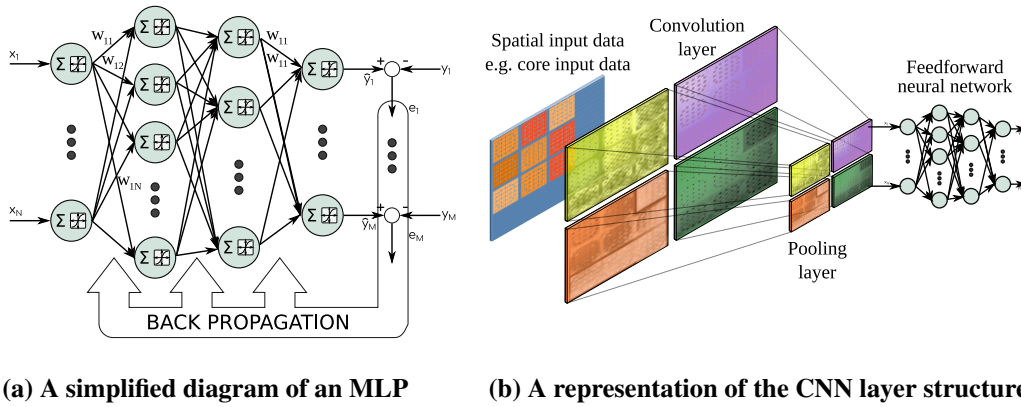 x1
xN
Σ
Σ
Σ
Σ
Σ
Σ
Σ
Σ
Σ
Σ
Σ
W11
W12
W1N
W11
W11
+
-
ŷ1
y1
e1
+
-
ŷM
yM
eM
BACK PROPAGATION
(a) A simplified diagram of an MLP
Spatial input data
e.g. core input data
Convolution
layer
Pooling
layer
Feedforward
neural network
(b) A representation of the CNN layer structure